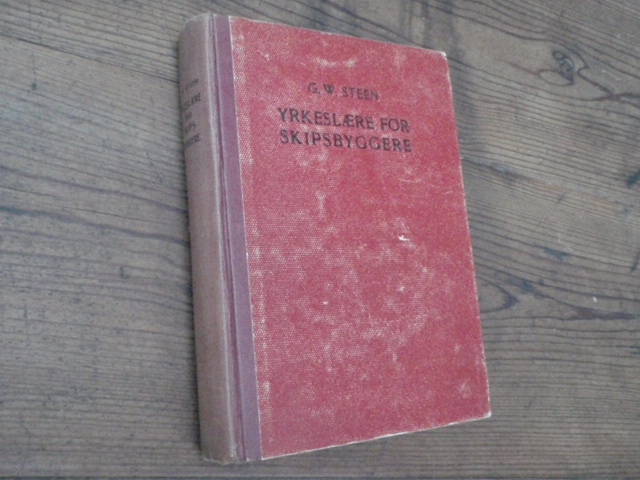 G. W. STEEN
YRKESLÆRE FOR
SKIPSBYGGERE